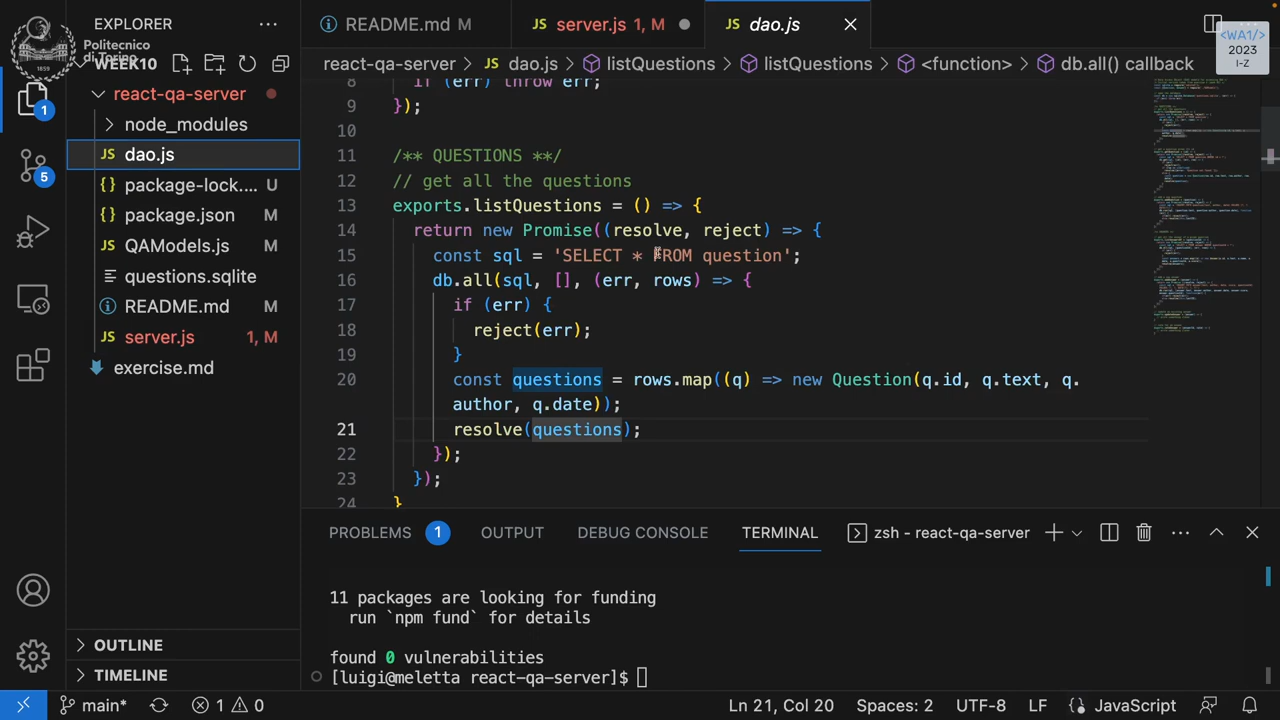 EXPLORER
Politecnico
di Torino
WEEK10
react-qa-server
node_modules
dao.js
package-lock.... U
package.json M
QAModels.js M
questions.sqlite
README.md M
server.js 1, M
exercise.md
OUTLINE
TIMELINE
1
5
README.md M
server.js 1, M
dao.js
<WA1/>
2023
I-Z
react-qa-server > dao.js > listQuestions > listQuestions > <function> > db.all() callback
8 if (err) throw err;
9 });
10
11 /** QUESTIONS **/
12 // get all the questions
13 exports.listQuestions = () => {
14 return new Promise((resolve, reject) => {
15 const sql = 'SELECT * FROM question';
16 db.all(sql, [], (err, rows) => {
17 if (err) {
18 reject(err);
19 }
20 const questions = rows.map((q) => new Question(q.id, q.text, q.
author, q.date));
21 resolve(questions);
22 });
23 });
24 }
PROBLEMS 1 OUTPUT DEBUG CONSOLE TERMINAL zsh - react-qa-server
11 packages are looking for funding
run `npm fund` for details
found 0 vulnerabilities
[luigi@meletta react-qa-server]$
main* 1 0 Ln 21, Col 20 Spaces: 2 UTF-8 LF {} JavaScript